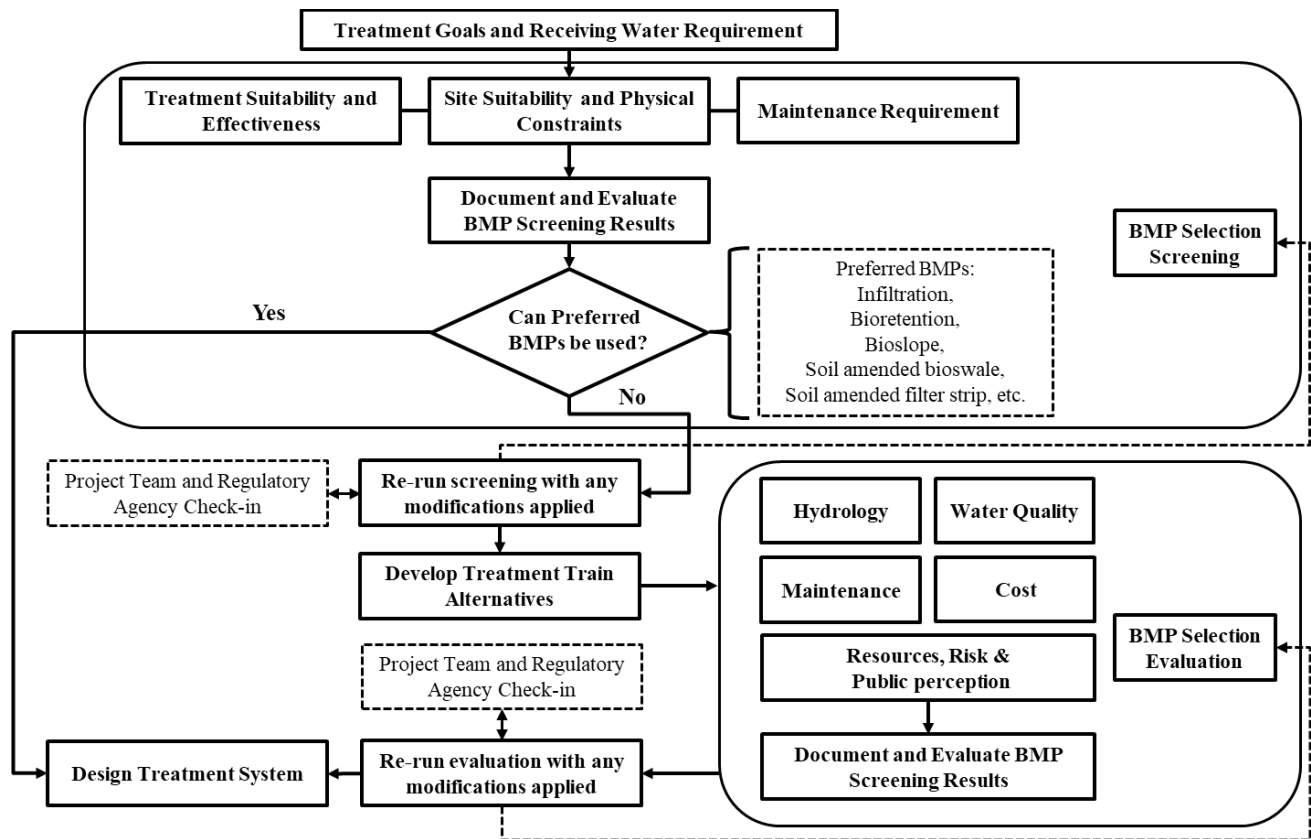 Treatment Goals and Receiving Water Requirement
Treatment Suitability and
Effectiveness
Site Suitability and Physical
Constraints
Maintenance Requirement
Document and Evaluate
BMP Screening Results
BMP Selection
Screening
Preferred BMPs:
Infiltration,
Bioretention,
Bioslope,
Soil amended bioswale,
Soil amended filter strip, etc.
Yes
Can Preferred
BMPs be used?
No
Project Team and Regulatory
Agency Check-in
Re-run screening with any
modifications applied
Hydrology
Water Quality
Develop Treatment Train
Alternatives
Maintenance
Cost
BMP Selection
Evaluation
Resources, Risk &
Public perception
Project Team and Regulatory
Agency Check-in
Design Treatment System
Re-run evaluation with any
modifications applied
Document and Evaluate BMP
Screening Results